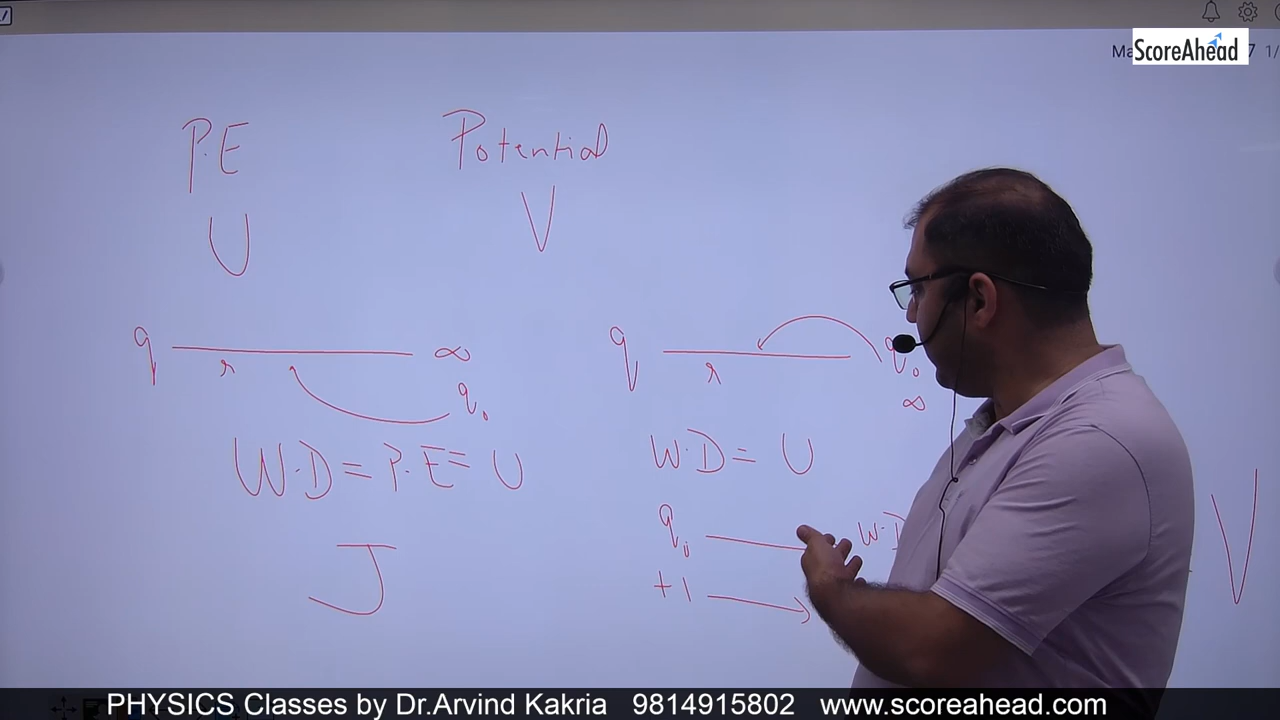 ScoreAhead
P.E Potential
U V
q r ∞ q₀
q r q₀ ∞
W.D = P.E = U
W.D = U
J
q₀ → W.D
+1 →
V
PHYSICS Classes by Dr.Arvind Kakria 9814915802 www.scoreahead.com